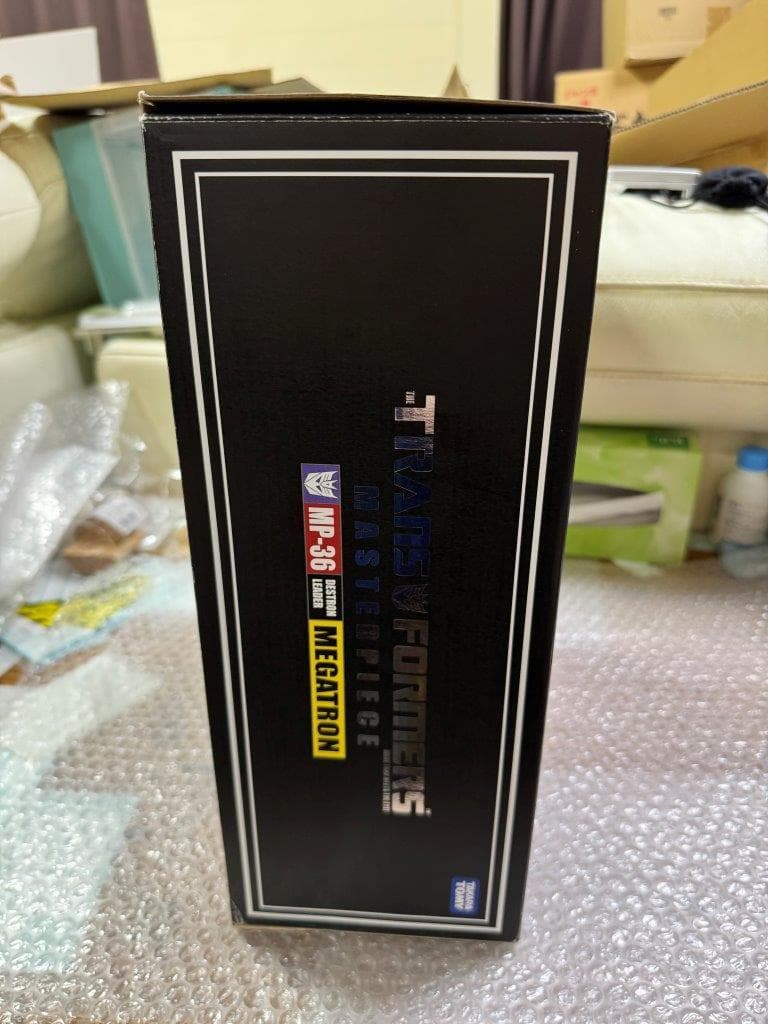 THE
TRANSFORMERS
MASTERPIECE
MP-36
DESTRON
LEADER
MEGATRON
TAKARA
TOMY